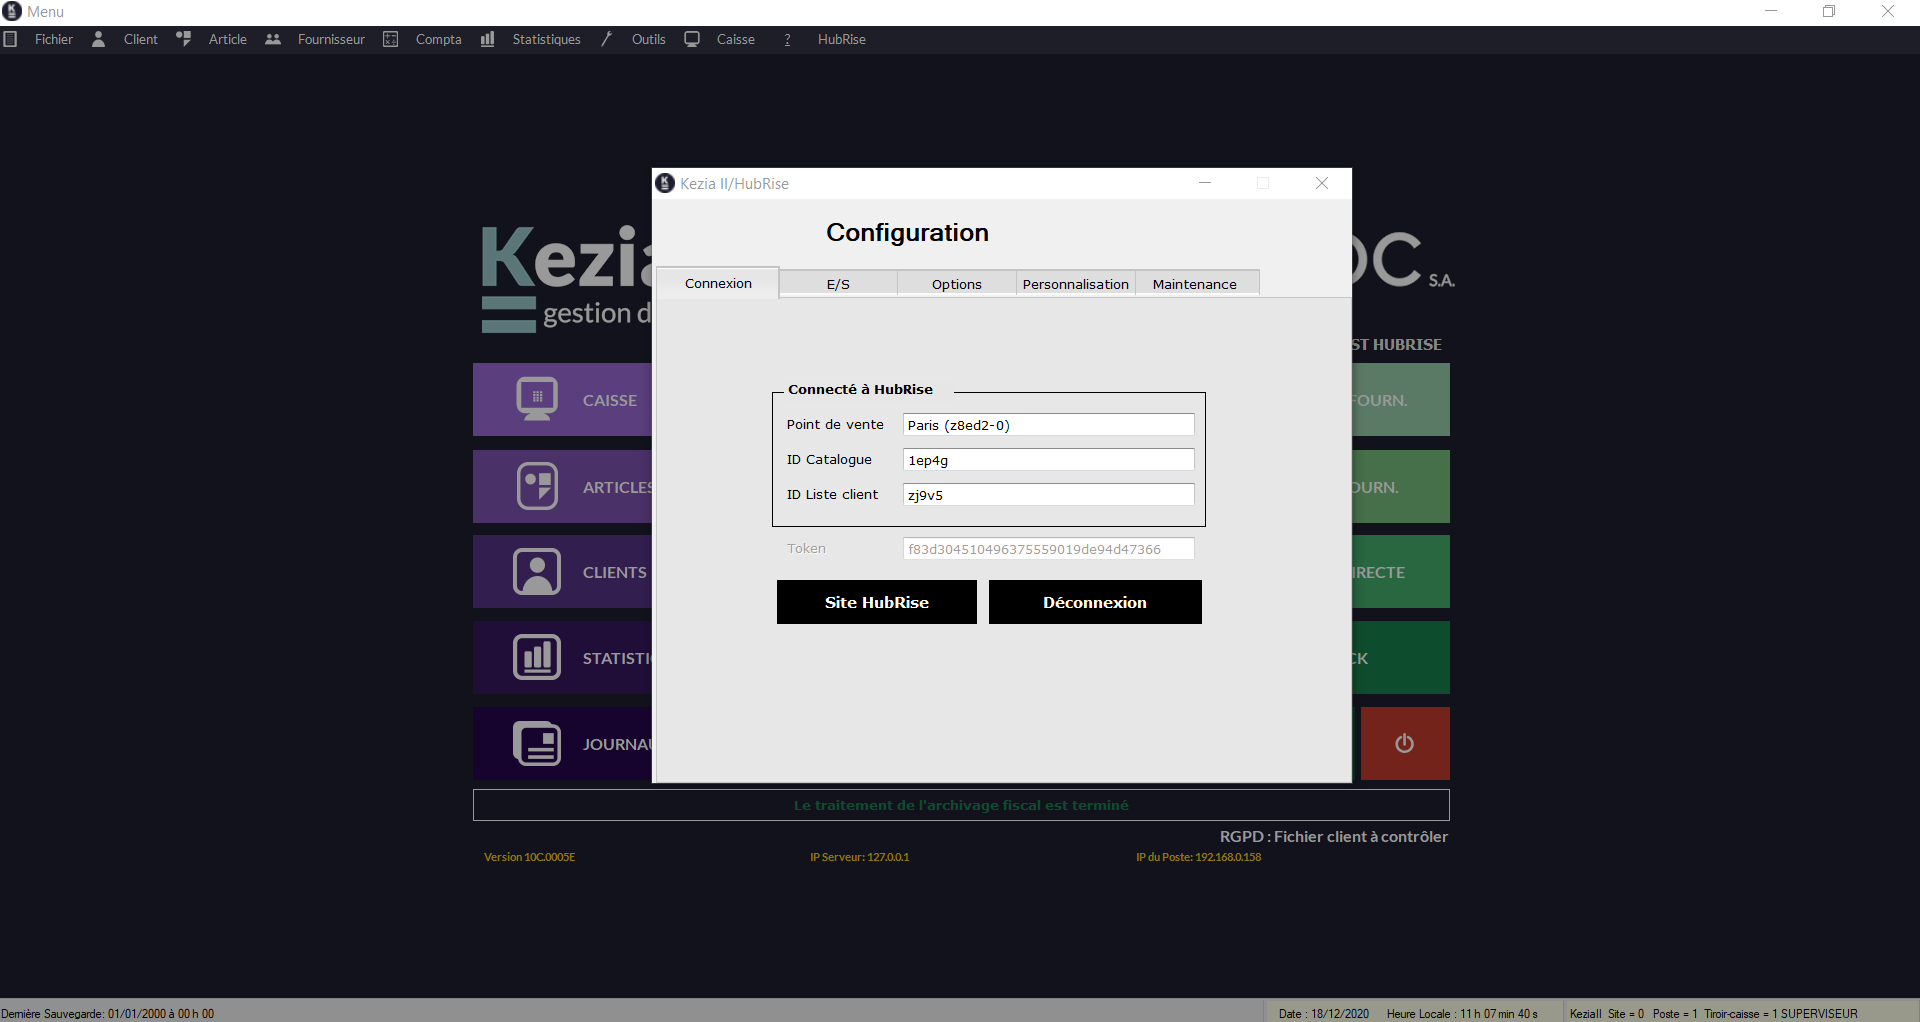 Menu
Fichier Client Article Fournisseur Compta Statistiques Outils Caisse ? HubRise
Kezia II/HubRise
Configuration
Connexion E/S Options Personnalisation Maintenance
Kezia
gestion d
OC S.A.
ST HUBRISE
Connecté à HubRise
Point de vente Paris (z8ed2-0)
ID Catalogue 1ep4g
ID Liste client zj9v5
Token f83d304510496375559019de94d47366
Site HubRise Déconnexion
CAISSE
ARTICLES
CLIENTS
STATISTI
JOURNAU
FOURN.
OURN.
IRECTE
CK
Le traitement de l'archivage fiscal est terminé
RGPD : Fichier client à contrôler
Version 10C.0005E IP Serveur: 127.0.0.1 IP du Poste: 192.168.0.158
Dernière Sauvegarde: 01/01/2000 à 00 h 00 Date : 18/12/2020 Heure Locale : 11 h 07 min 40 s KeziaII Site = 0 Poste = 1 Tiroir-caisse = 1 SUPERVISEUR